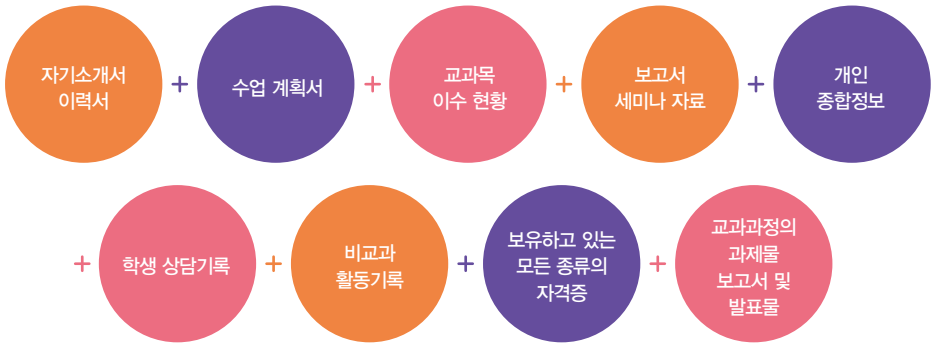 자기소개서
이력서
+
수업 계획서
+
교과목
이수 현황
+
보고서
세미나 자료
+
개인
종합정보
+
학생 상담기록
+
비교과
활동기록
+
보유하고 있는
모든 종류의
자격증
+
교과과정의
과제물
보고서 및
발표물